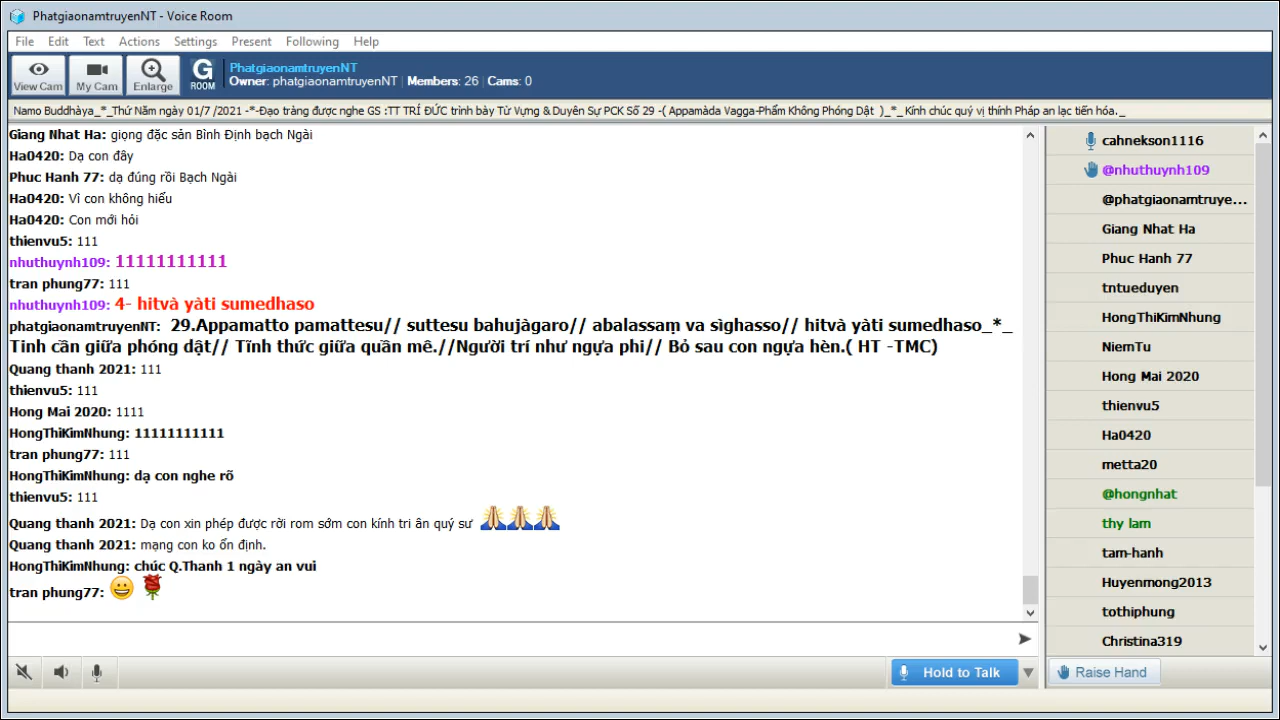 PhatgiaonamtruyenNT - Voice Room
File Edit Text Actions Settings Present Following Help
View Cam My Cam Enlarge G ROOM
PhatgiaonamtruyenNT
Owner: phatgiaonamtruyenNT Members: 26 Cams: 0
Namo Buddhàya_*_Thứ Năm ngày 01/7 /2021 -*-Đạo tràng được nghe GS :TT TRÍ ĐỨC trình bày Từ Vựng & Duyên Sự PCK Số 29 -( Appamàda Vagga-Phẩm Không Phóng Dật )_*_Kính chúc quý vị thính Pháp an lạc tiến hóa._
Giang Nhat Ha: giọng đặc sản Bình Định bạch Ngài
Ha0420: Dạ con đây
Phuc Hanh 77: dạ đúng rồi Bạch Ngài
Ha0420: Vì con không hiểu
Ha0420: Con mới hỏi
thienvu5: 111
nhuthuynh109: 11111111111
tran phung77: 111
nhuthuynh109: 4- hitvà yàti sumedhaso
phatgiaonamtruyenNT: 29.Appamatto pamattesu// suttesu bahujàgaro// abalassaṃ va sìghasso// hitvà yàti sumedhaso_*_
Tinh cần giữa phóng dật// Tĩnh thức giữa quần mê.//Người trí như ngựa phi// Bỏ sau con ngựa hèn.( HT -TMC)
Quang thanh 2021: 111
thienvu5: 111
Hong Mai 2020: 1111
HongThiKimNhung: 11111111111
tran phung77: 111
HongThiKimNhung: dạ con nghe rõ
thienvu5: 111
Quang thanh 2021: Dạ con xin phép được rời rom sớm con kính tri ân quý sư 🙏🙏🙏
Quang thanh 2021: mạng con ko ổn định.
HongThiKimNhung: chúc Q.Thanh 1 ngày an vui
tran phung77: 😀 🌹
Hold to Talk
cahnekson1116
@nhuthuynh109
@phatgiaonamtruye...
Giang Nhat Ha
Phuc Hanh 77
tntueduyen
HongThiKimNhung
NiemTu
Hong Mai 2020
thienvu5
Ha0420
metta20
@hongnhat
thy lam
tam-hanh
Huyenmong2013
tothiphung
Christina319
Raise Hand